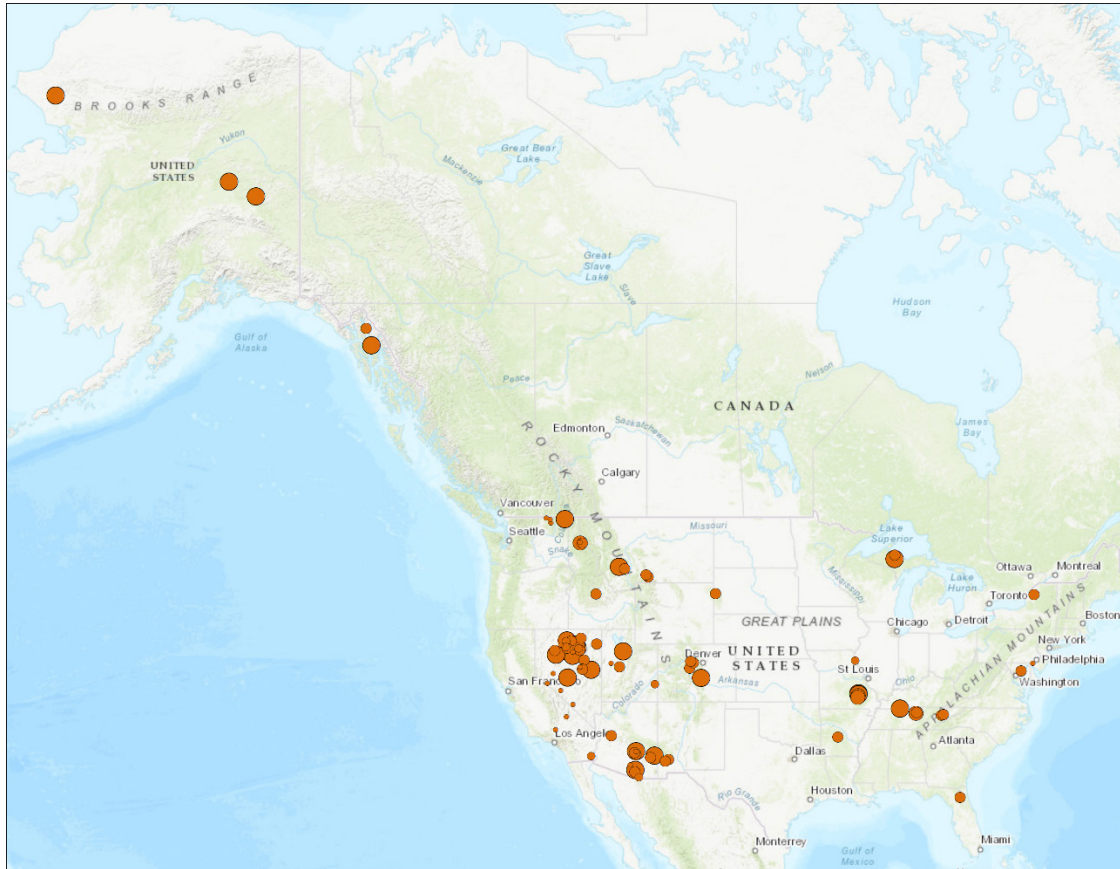 BROOKS RANGE
Yukon
UNITED
STATES
Mackenzie
Great Bear
Lake
Great
Slave
Lake
Slave
Hudson
Bay
Gulf of
Alaska
Peace
Nelson
CANADA
James
Bay
ROCKY MOUNTAINS
Edmonton
Saskatchewan
Calgary
Vancouver
Seattle
Missouri
Lake
Superior
Mississippi
Lake
Huron
Ottawa
Montreal
Toronto
Boston
GREAT PLAINS
Chicago
Detroit
APPALACHIAN MOUNTAINS
New York
Philadelphia
Washington
Denver
UNITED
STATES
St Louis
Ohio
San Francisco
Colorado
Arkansas
Los Angel
Dallas
Atlanta
Houston
Rio Grande
Monterrey
Gulf of
Mexico
Miami